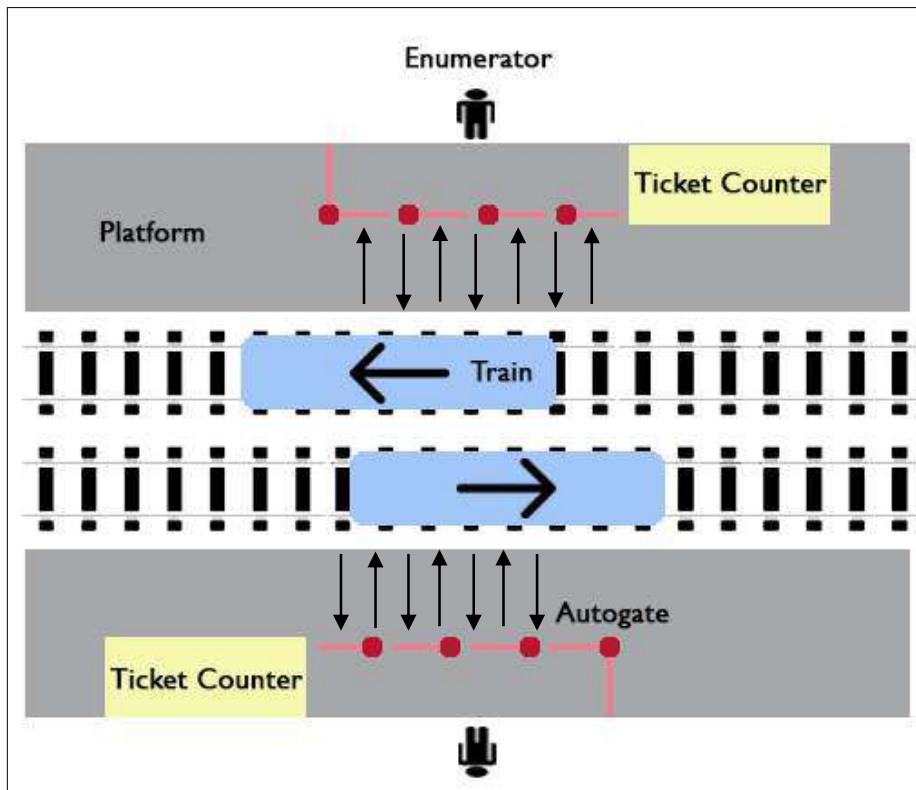 Enumerator
Ticket Counter
Platform
Train
Autogate
Ticket Counter